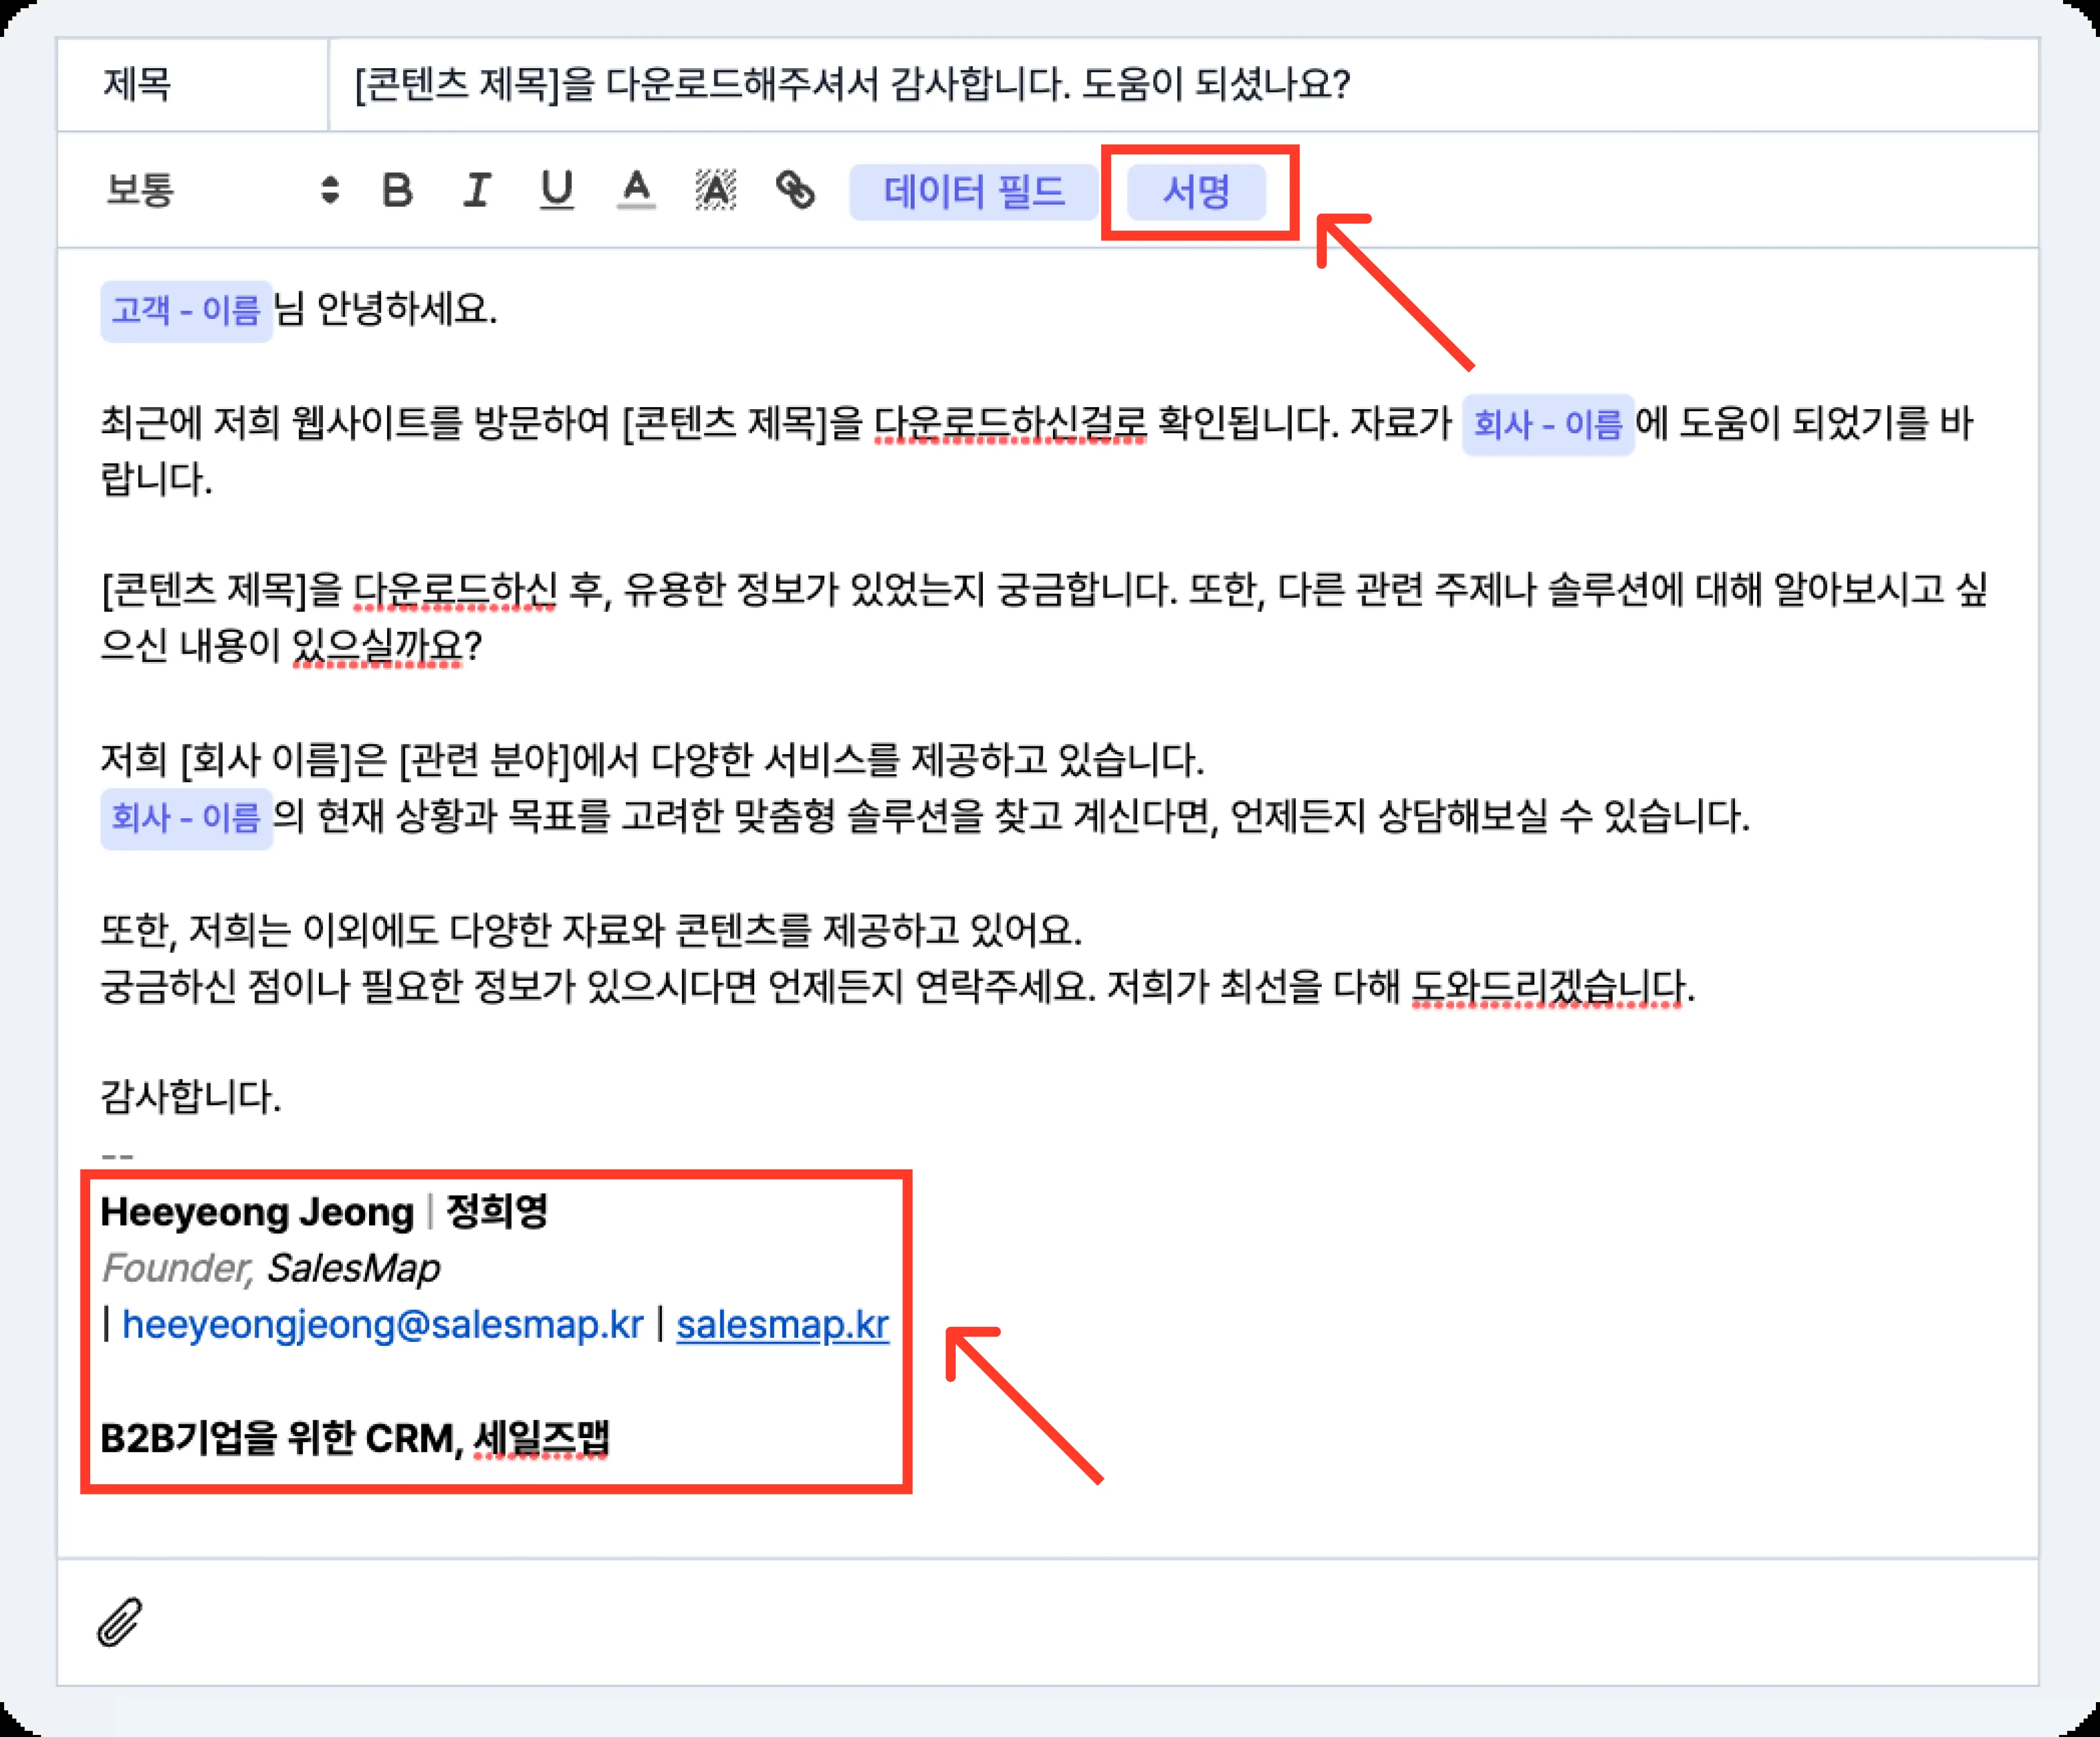 제목
[콘텐츠 제목]을 다운로드해주셔서 감사합니다. 도움이 되셨나요?
보통 B I U A A 데이터 필드 서명
고객 - 이름 님 안녕하세요.
최근에 저희 웹사이트를 방문하여 [콘텐츠 제목]을 다운로드하신걸로 확인됩니다. 자료가 회사 - 이름 에 도움이 되었기를 바
랍니다.
[콘텐츠 제목]을 다운로드하신 후, 유용한 정보가 있었는지 궁금합니다. 또한, 다른 관련 주제나 솔루션에 대해 알아보시고 싶
으신 내용이 있으실까요?
저희 [회사 이름]은 [관련 분야]에서 다양한 서비스를 제공하고 있습니다.
회사 - 이름 의 현재 상황과 목표를 고려한 맞춤형 솔루션을 찾고 계신다면, 언제든지 상담해보실 수 있습니다.
또한, 저희는 이외에도 다양한 자료와 콘텐츠를 제공하고 있어요.
궁금하신 점이나 필요한 정보가 있으시다면 언제든지 연락주세요. 저희가 최선을 다해 도와드리겠습니다.
감사합니다.
--
Heeyeong Jeong | 정희영
Founder, SalesMap
| heeyeongjeong@salesmap.kr | salesmap.kr
B2B기업을 위한 CRM, 세일즈맵